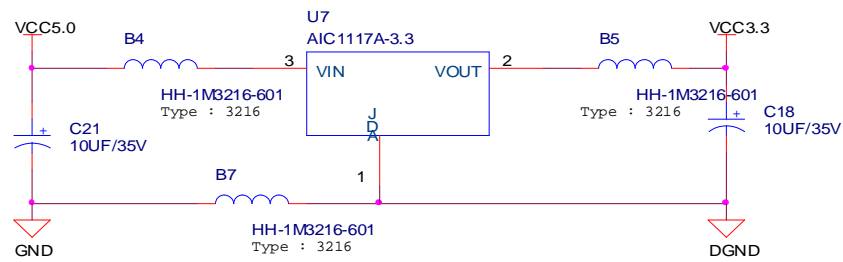 VCC5.0
B4
U7
AIC1117A-3.3
B5
VCC3.3
3
VIN
VOUT
2
HH-1M3216-601
Type : 3216
HH-1M3216-601
Type : 3216
C21
10UF/35V
ADJ
C18
10UF/35V
1
B7
HH-1M3216-601
Type : 3216
GND
DGND